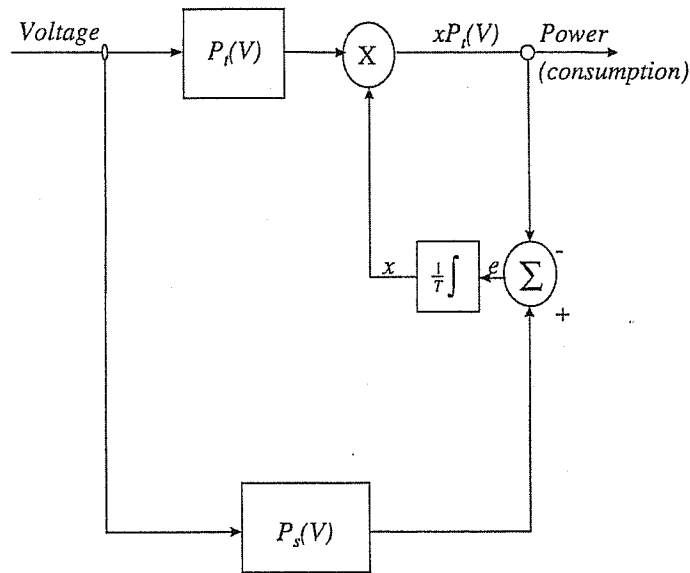 Voltage
P_t(V)
X
xP_t(V)
Power
(consumption)
x
1/T ∫
e
Σ
-
+
P_s(V)